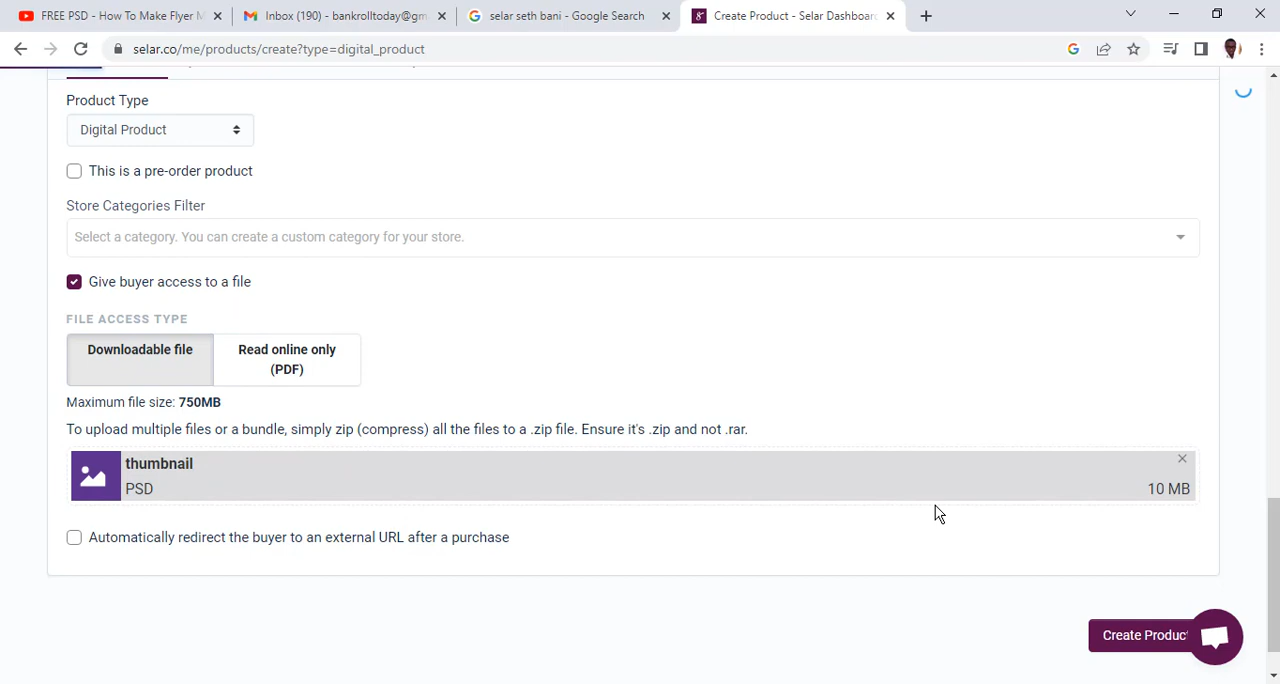 FREE PSD - How To Make Flyer M
Inbox (190) - bankrolltoday@gm
selar seth bani - Google Search
Create Product - Selar Dashboard
selar.co/me/products/create?type=digital_product
Product Type
Digital Product
This is a pre-order product
Store Categories Filter
Select a category. You can create a custom category for your store.
Give buyer access to a file
FILE ACCESS TYPE
Downloadable file
Read online only
(PDF)
Maximum file size: 750MB
To upload multiple files or a bundle, simply zip (compress) all the files to a .zip file. Ensure it's .zip and not .rar.
thumbnail
PSD
10 MB
Automatically redirect the buyer to an external URL after a purchase
Create Product